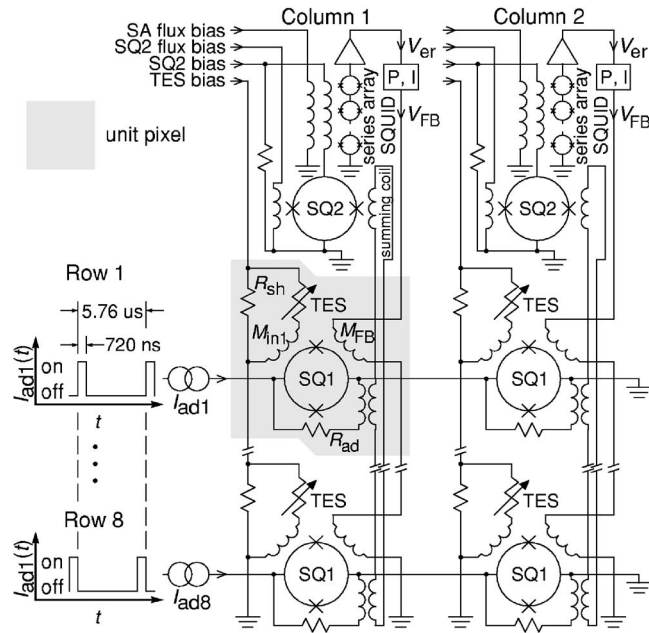 Column 1
Column 2
SA flux bias
SQ2 flux bias
SQ2 bias
TES bias
V_er
P, I
V_FB
series array
SQUID
V_er
P, I
V_FB
series array
SQUID
unit pixel
SQ2
summing coil
SQ2
Row 1
5.76 us
720 ns
I_ad1(t)
on
off
t
I_ad1
R_sh
TES
M_in1
M_FB
SQ1
R_ad
TES
SQ1
Row 8
I_ad1(t)
on
off
t
I_ad8
TES
SQ1
TES
SQ1